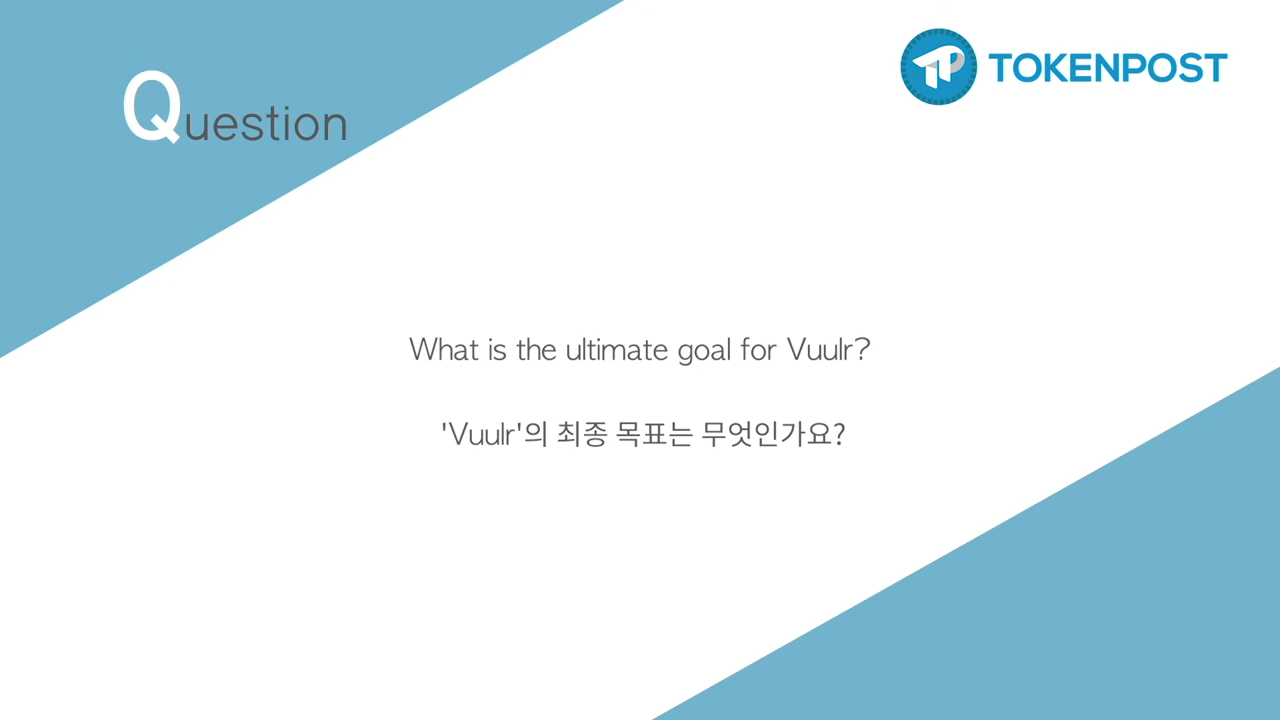 Question
TOKENPOST
What is the ultimate goal for Vuulr?
'Vuulr'의 최종 목표는 무엇인가요?